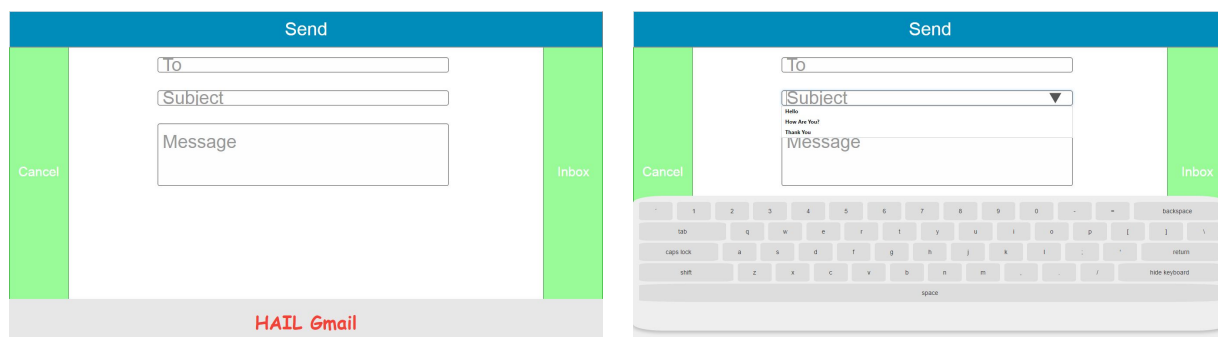 Send
To
Subject
Message
Cancel
Inbox
HAIL Gmail
Send
To
Subject
Hello
How Are You?
Thank You
Message
Cancel
Inbox
` 1 2 3 4 5 6 7 8 9 0 - = backspace
tab q w e r t y u i o p [ ] \
caps lock a s d f g h j k l ; ' return
shift z x c v b n m , . / hide keyboard
space